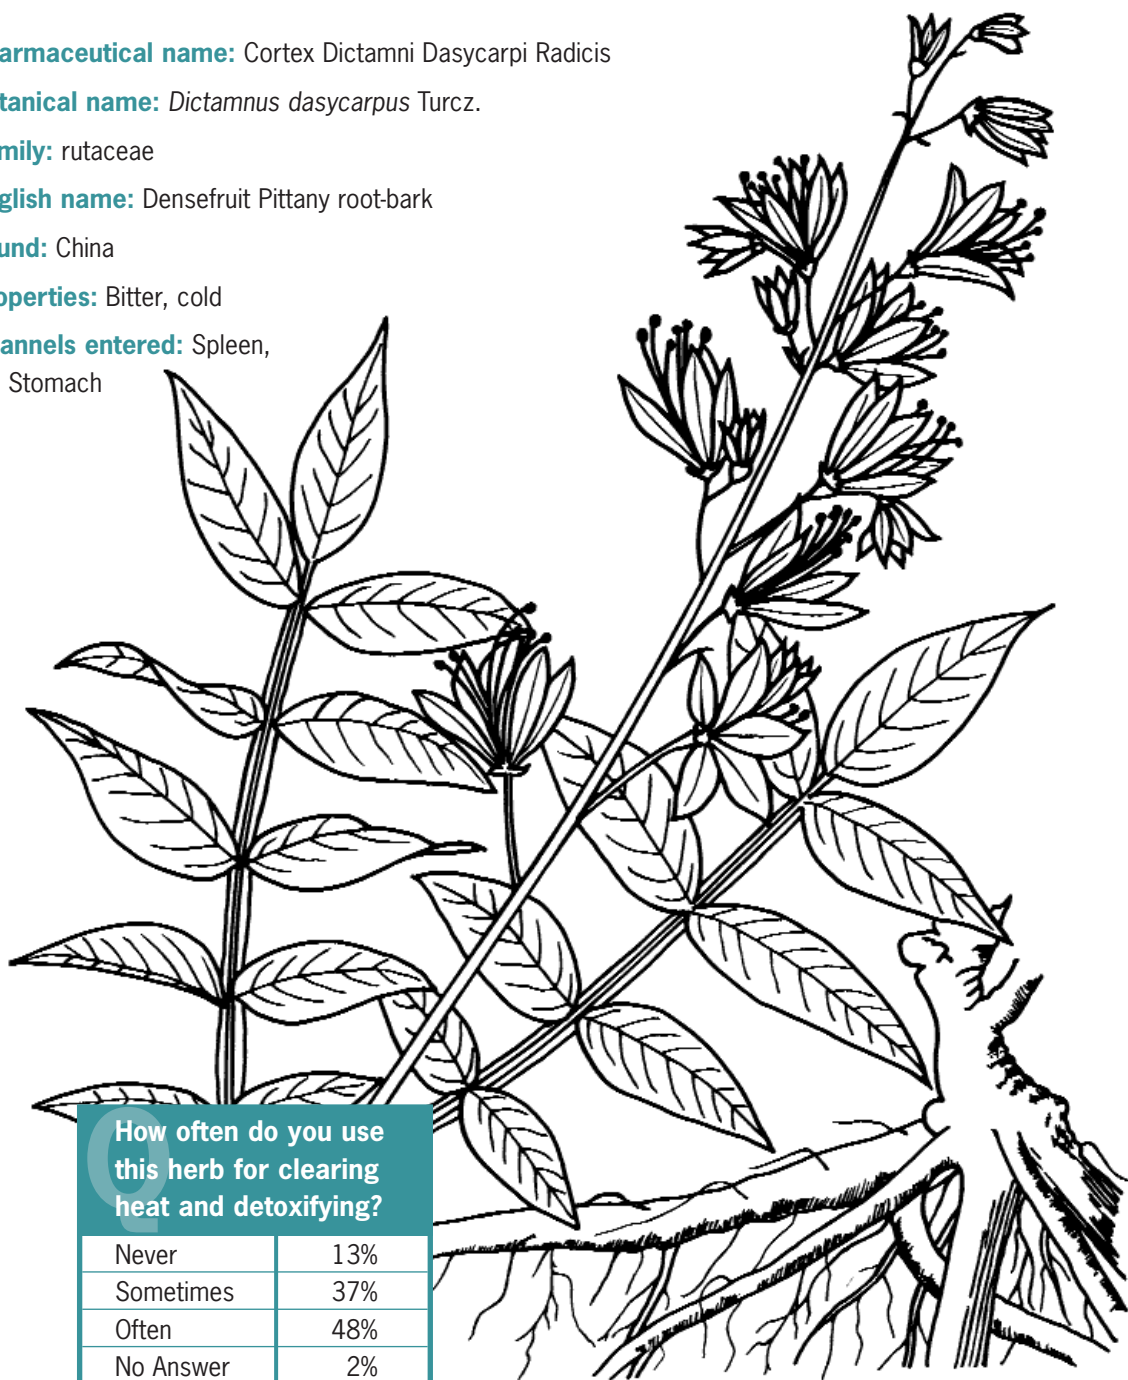 armaceutical name: Cortex Dictamni Dasycarpi Radicis
tanical name: Dictamnus dasycarpus Turcz.
mily: rutaceae
glish name: Densefruit Pittany root-bark
und: China
operties: Bitter, cold
annels entered: Spleen,
Stomach
Q
How often do you use
this herb for clearing
heat and detoxifying?
Never 13%
Sometimes 37%
Often 48%
No Answer 2%